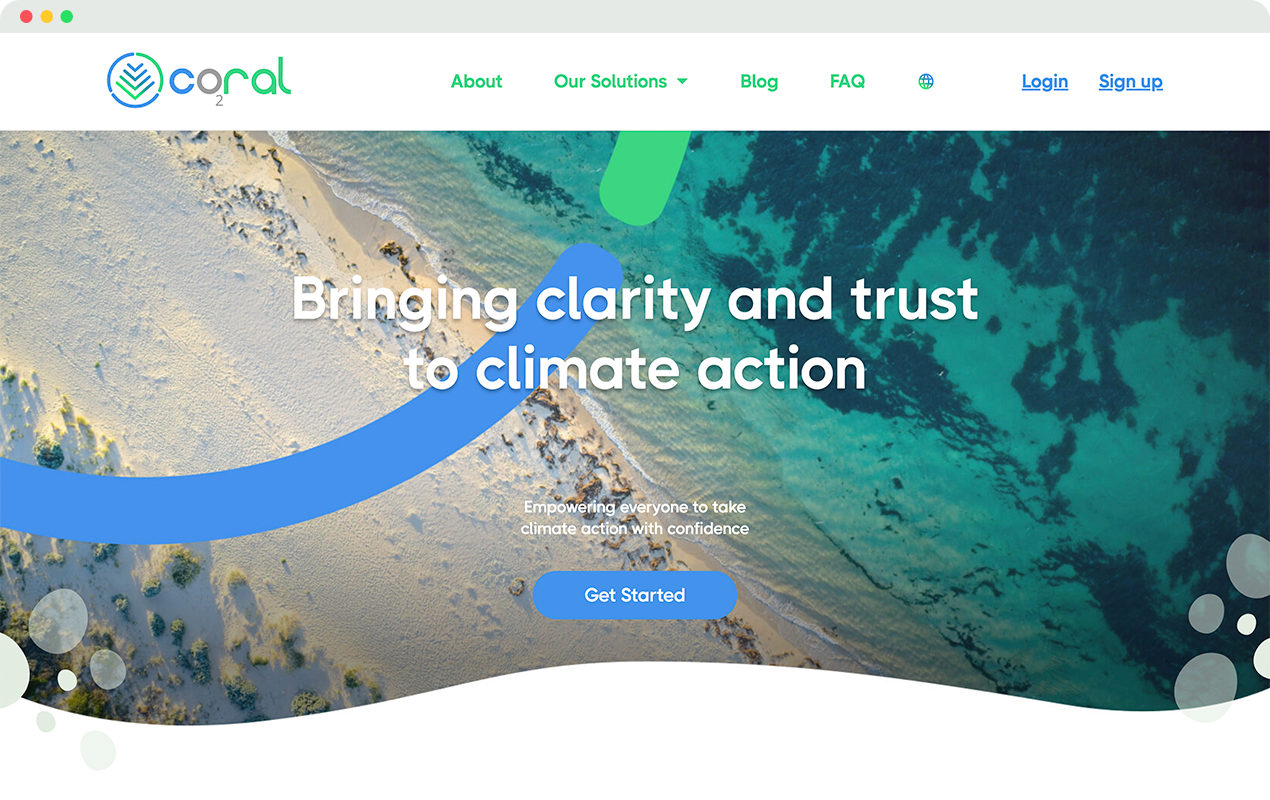 coral
2
About
Our Solutions
Blog
FAQ
Login
Sign up
Bringing clarity and trust
to climate action
Empowering everyone to take
climate action with confidence
Get Started